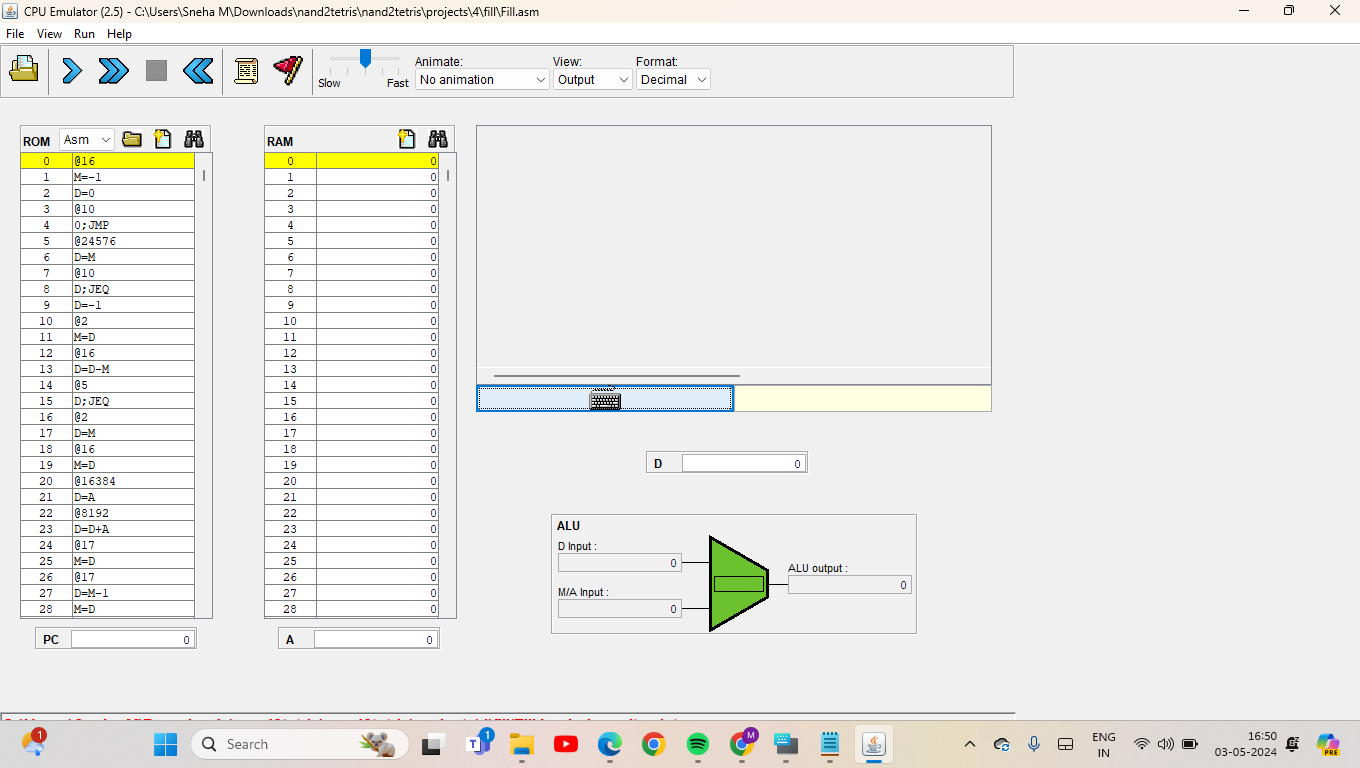 CPU Emulator (2.5) - C:\Users\Sneha M\Downloads\nand2tetris\nand2tetris\projects\4\fill\Fill.asm
File View Run Help
Animate: View: Format:
Slow Fast No animation Output Decimal
ROM Asm RAM
0 @16 0 0
1 M=-1 1 0
2 D=0 2 0
3 @10 3 0
4 0;JMP 4 0
5 @24576 5 0
6 D=M 6 0
7 @10 7 0
8 D;JEQ 8 0
9 D=-1 9 0
10 @2 10 0
11 M=D 11 0
12 @16 12 0
13 D=D-M 13 0
14 @5 14 0
15 D;JEQ 15 0
16 @2 16 0
17 D=M 17 0
18 @16 18 0
19 M=D 19 0
20 @16384 20 0
21 D=A 21 0
22 @8192 22 0
23 D=D+A 23 0
24 @17 24 0
25 M=D 25 0
26 @17 26 0
27 D=M-1 27 0
28 M=D 28 0
PC 0 A 0
D 0
ALU
D Input : 0
M/A Input : 0
ALU output : 0
1 Search 1 M ENG IN 16:50 03-05-2024 PRE